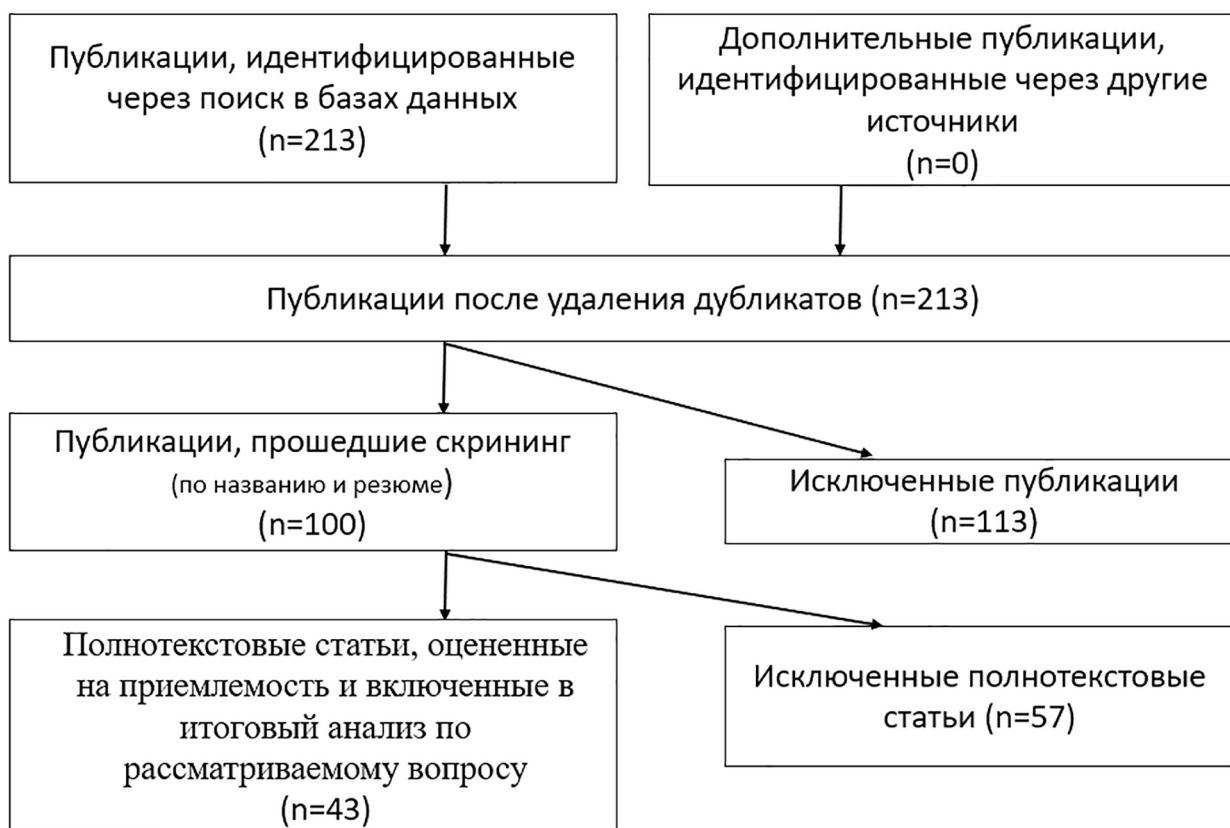 Публикации, идентифицированные
через поиск в базах данных
(n=213)
Дополнительные публикации,
идентифицированные через другие
источники
(n=0)
Публикации после удаления дубликатов (n=213)
Публикации, прошедшие скрининг
(по названию и резюме)
(n=100)
Исключенные публикации
(n=113)
Полнотекстовые статьи, оцененные
на приемлемость и включенные в
итоговый анализ по
рассматриваемому вопросу
(n=43)
Исключенные полнотекстовые
статьи (n=57)